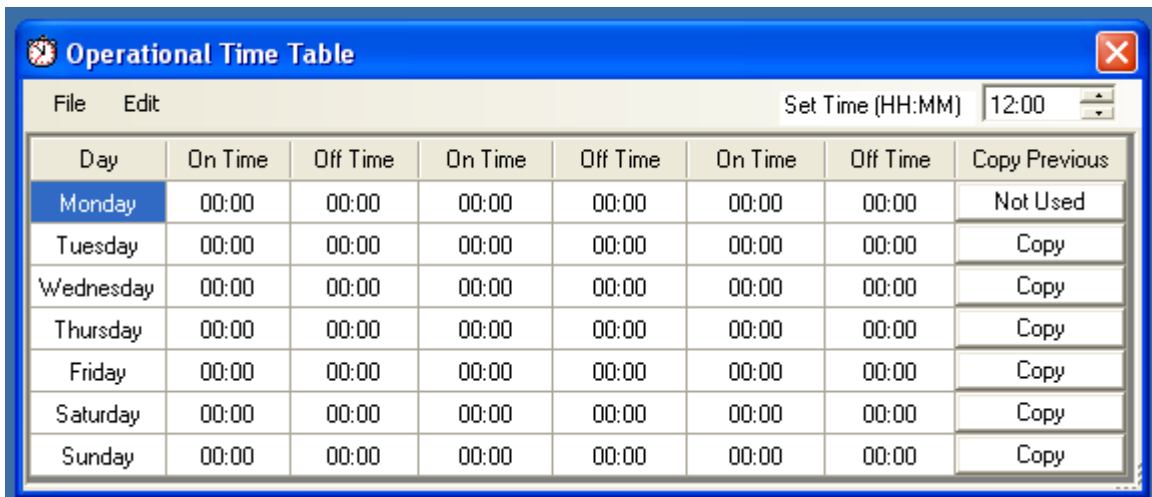 Operational Time Table
File Edit Set Time (HH:MM) 12:00
Day On Time Off Time On Time Off Time On Time Off Time Copy Previous
Monday 00:00 00:00 00:00 00:00 00:00 00:00 Not Used
Tuesday 00:00 00:00 00:00 00:00 00:00 00:00 Copy
Wednesday 00:00 00:00 00:00 00:00 00:00 00:00 Copy
Thursday 00:00 00:00 00:00 00:00 00:00 00:00 Copy
Friday 00:00 00:00 00:00 00:00 00:00 00:00 Copy
Saturday 00:00 00:00 00:00 00:00 00:00 00:00 Copy
Sunday 00:00 00:00 00:00 00:00 00:00 00:00 Copy